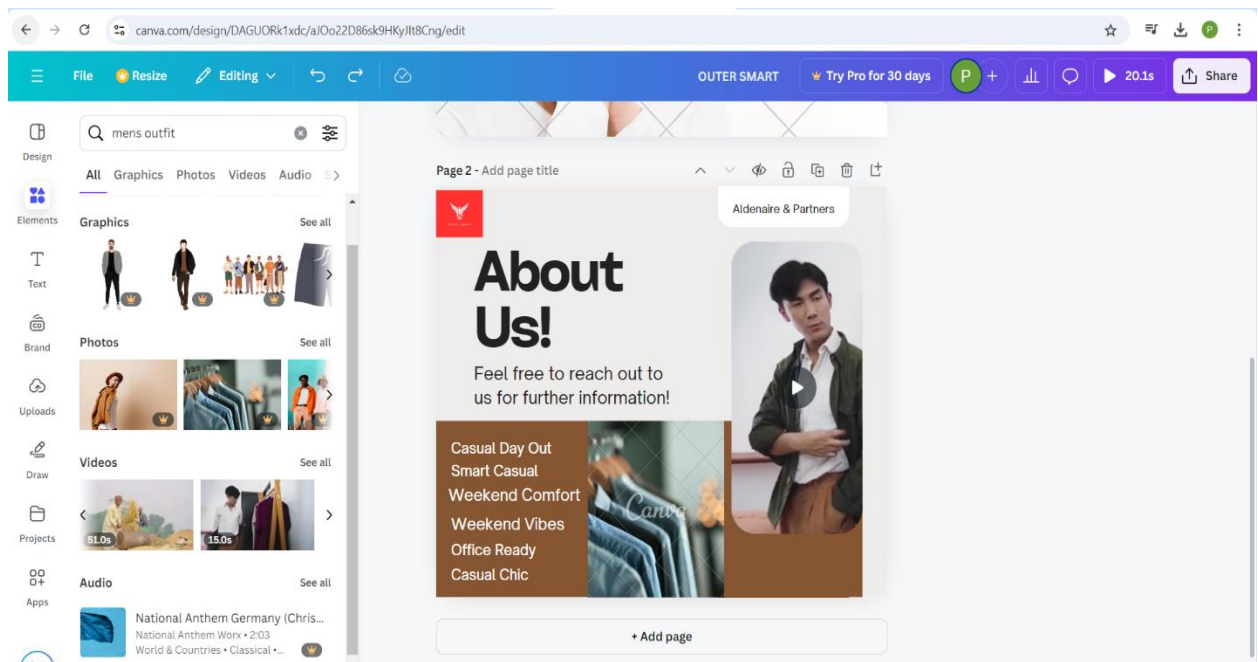 canva.com/design/DAGUORk1xdc/aJOo22D86sk9HKyJIt8Cng/edit
P
File Resize Editing OUTER SMART Try Pro for 30 days P + 20.1s Share
Design
Elements
Text
Brand
Uploads
Draw
Projects
Apps
mens outfit
All Graphics Photos Videos Audio
Graphics See all
Photos See all
Videos See all
51.0s 15.0s
Audio See all
National Anthem Germany (Chris...
National Anthem Worx • 2:03
World & Countries • Classical •...
Page 2 - Add page title
Aldenaire & Partners
About
Us!
Feel free to reach out to
us for further information!
Casual Day Out
Smart Casual
Weekend Comfort
Weekend Vibes
Office Ready
Casual Chic
Canva
+ Add page